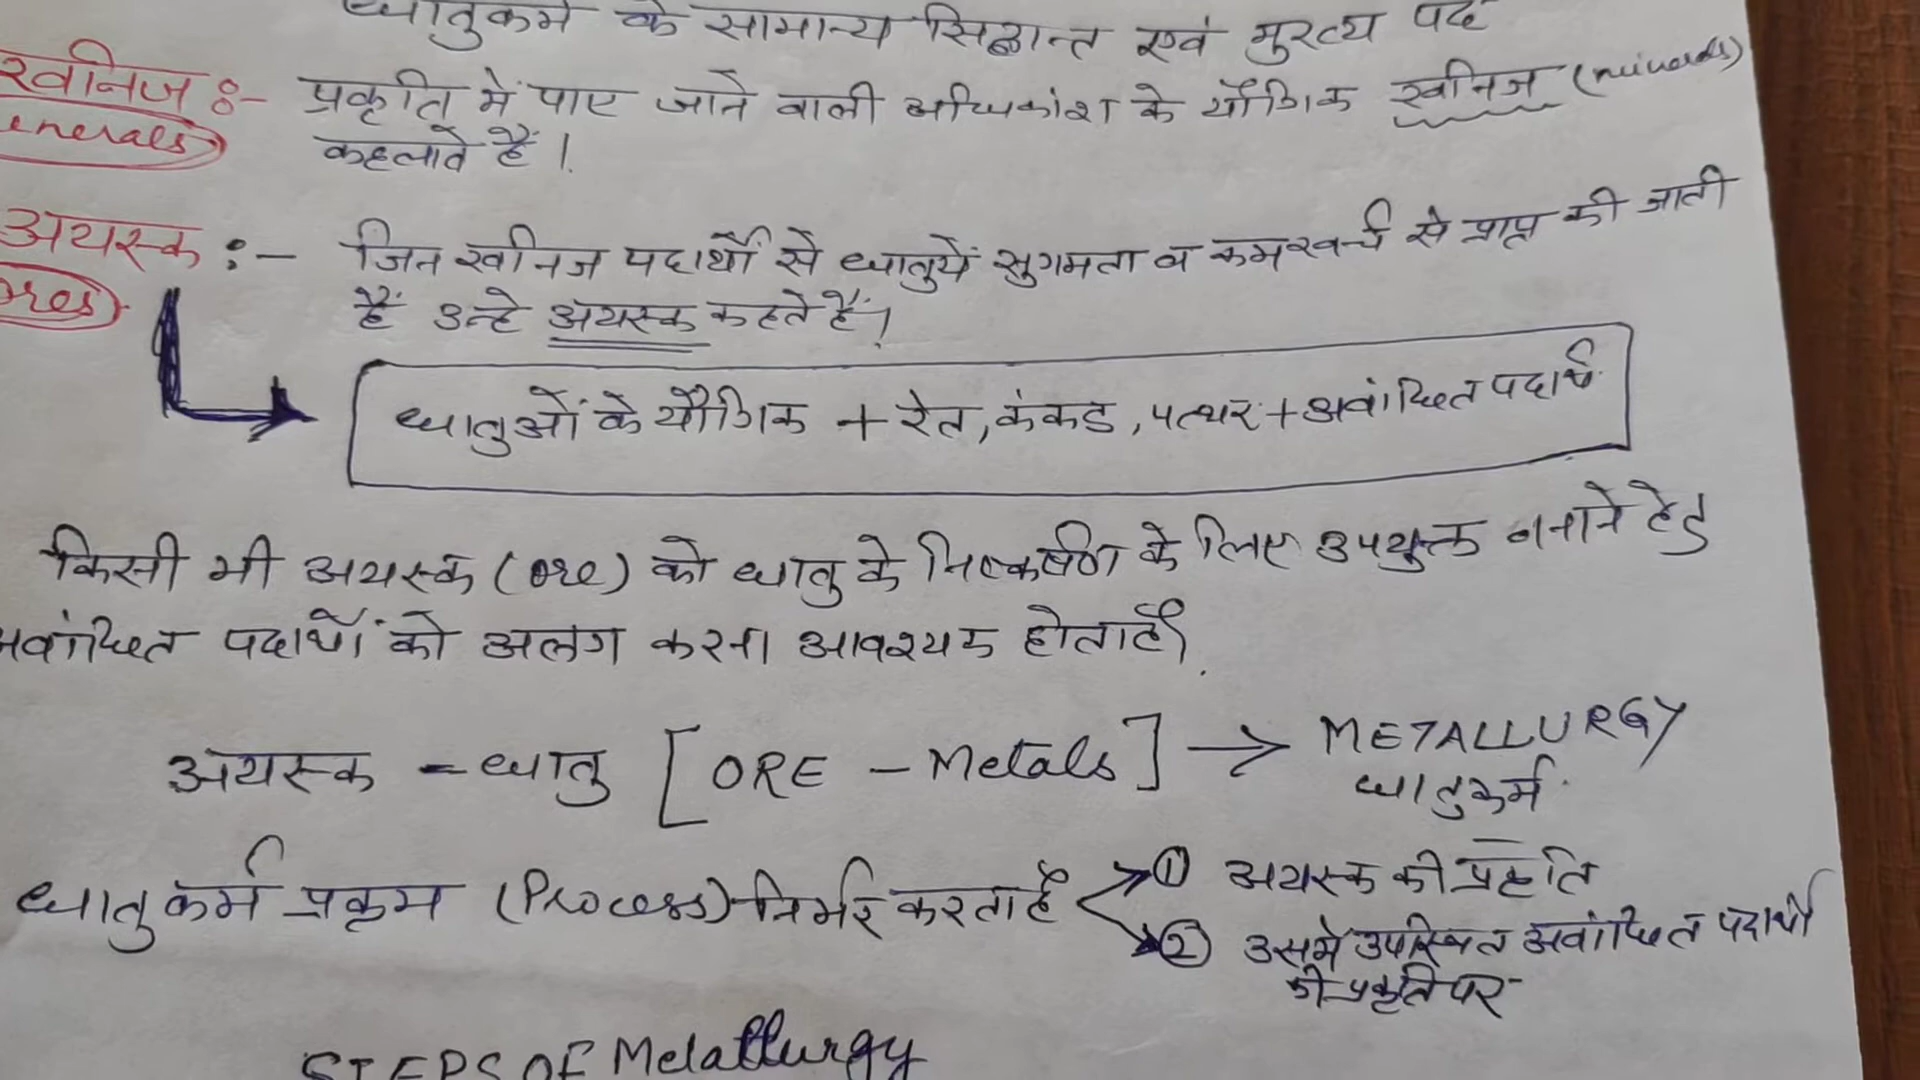 धातुकर्म के सामान्य सिद्धान्त एवं मुख्य पद
खनिज :- प्रकृति में पाए जाने वाली अधिकांश के यौगिक खनिज (minerals)
inerals कहलाते हैं।
अयस्क :- जिन खनिज पदार्थों से धातुयें सुगमता व कमखर्च से प्राप्त की जाती
ores हैं उन्हे अयस्क कहते हैं।
धातुओं के यौगिक + रेत, कंकड, पत्थर + अवांछित पदार्थ
किसी भी अयस्क (ore) को धातु के निष्कर्षण के लिए उपयुक्त बनाने हेतु
अवांछित पदार्थों को अलग करना आवश्यक होता है।
अयस्क - धातु [ORE - Metals] → METALLURGY
धातुकर्म
धातुकर्म प्रक्रम (Process) निर्भर करता है ① अयस्क की प्रकृति
② उसमें उपस्थित अवांछित पदार्थो
की प्रकृति पर
STEPS OF Metallurgy